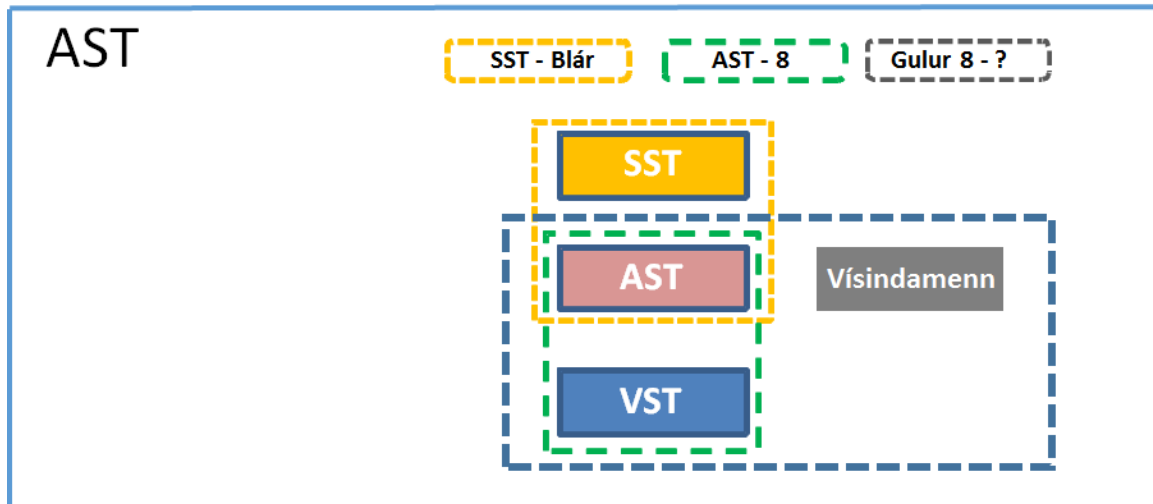 AST
SST - Blár
AST - 8
Gulur 8 - ?
SST
AST
Vísindamenn
VST